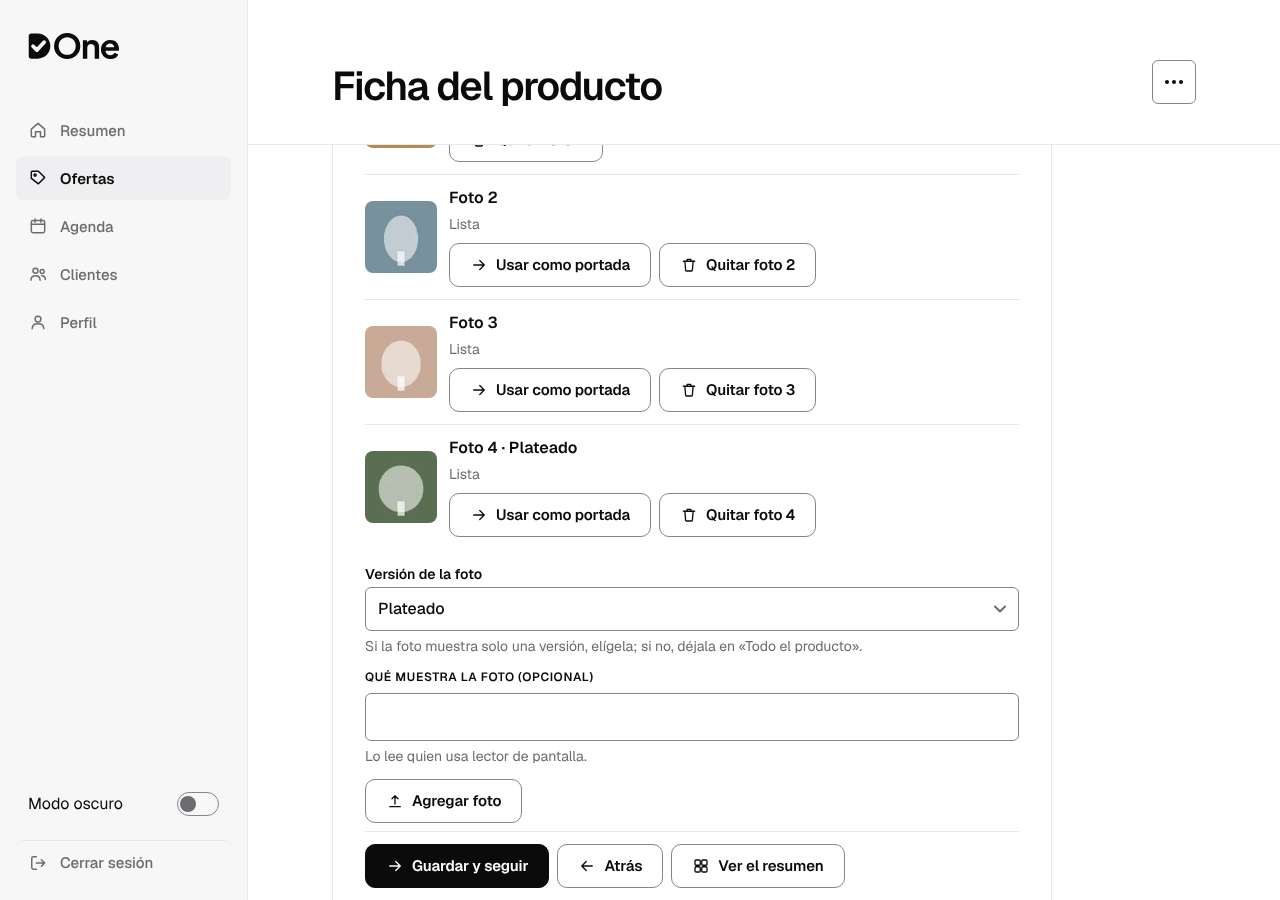 One
Resumen
Ofertas
Agenda
Clientes
Perfil
Modo oscuro
Cerrar sesión
Ficha del producto
Foto 2
Lista
Usar como portada
Quitar foto 2
Foto 3
Lista
Usar como portada
Quitar foto 3
Foto 4 · Plateado
Lista
Usar como portada
Quitar foto 4
Versión de la foto
Plateado
Si la foto muestra solo una versión, elígela; si no, déjala en «Todo el producto».
QUÉ MUESTRA LA FOTO (OPCIONAL)
Lo lee quien usa lector de pantalla.
Agregar foto
Guardar y seguir
Atrás
Ver el resumen